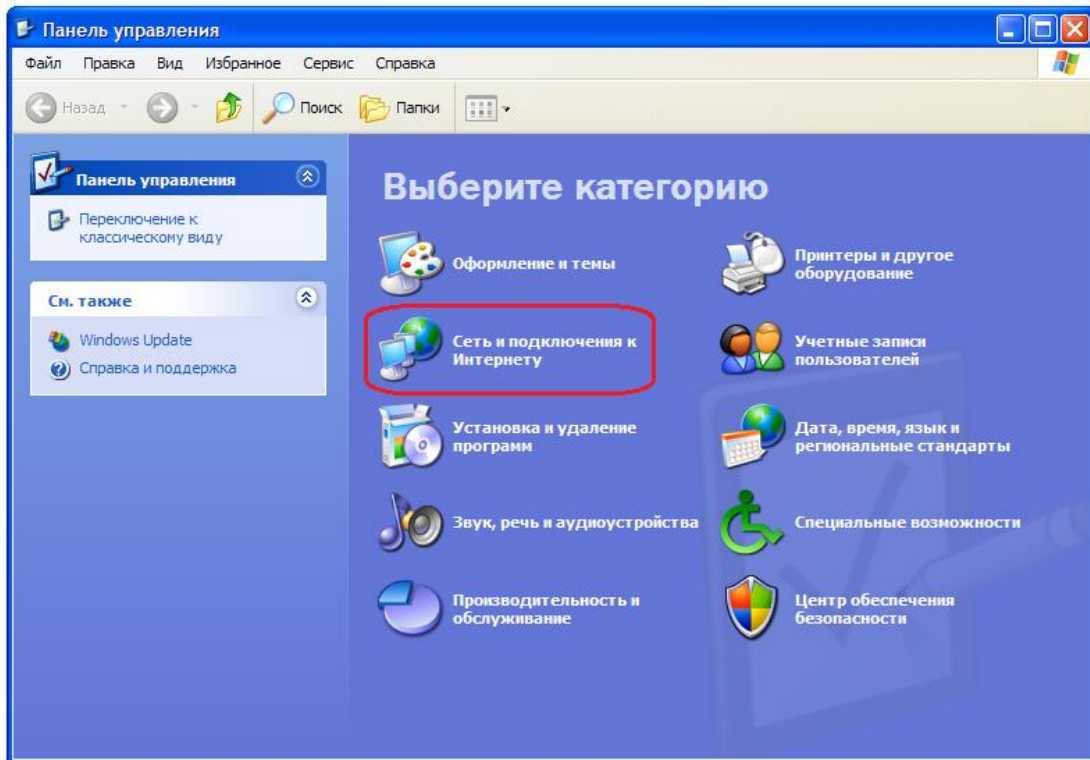 Панель управления
Файл Правка Вид Избранное Сервис Справка
Назад Поиск Папки
Панель управления
Переключение к
классическому виду
См. также
Windows Update
Справка и поддержка
Выберите категорию
Оформление и темы
Принтеры и другое
оборудование
Сеть и подключения к
Интернету
Учетные записи
пользователей
Установка и удаление
программ
Дата, время, язык и
региональные стандарты
Звук, речь и аудиоустройства
Специальные возможности
Производительность и
обслуживание
Центр обеспечения
безопасности